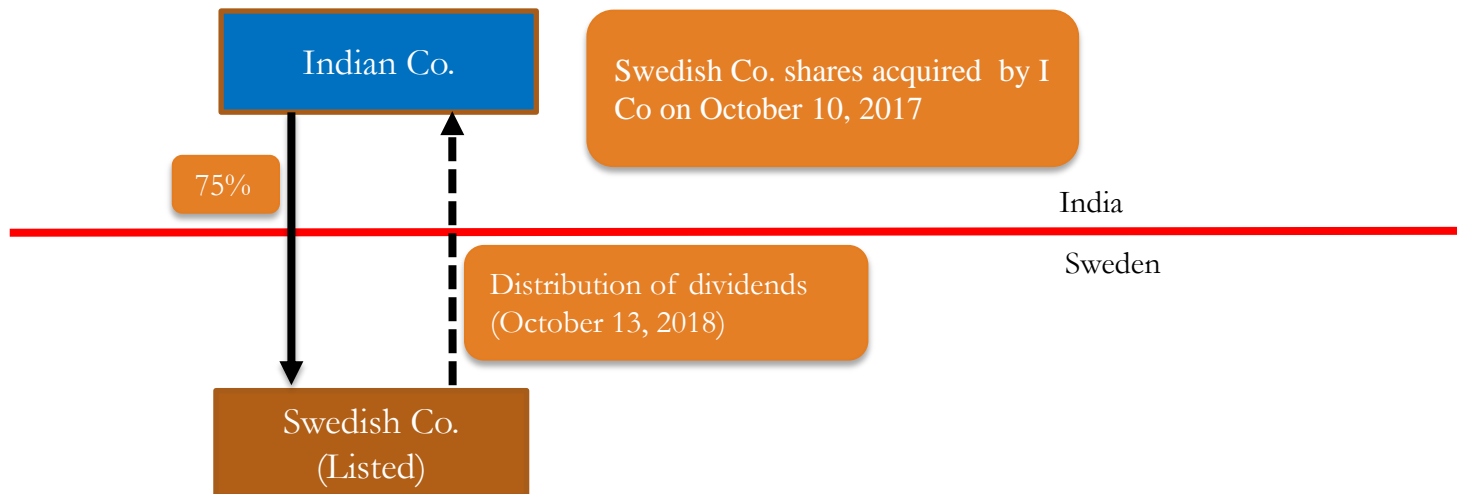 Indian Co.
Swedish Co. shares acquired by I
Co on October 10, 2017
75%
India
Sweden
Distribution of dividends
(October 13, 2018)
Swedish Co.
(Listed)